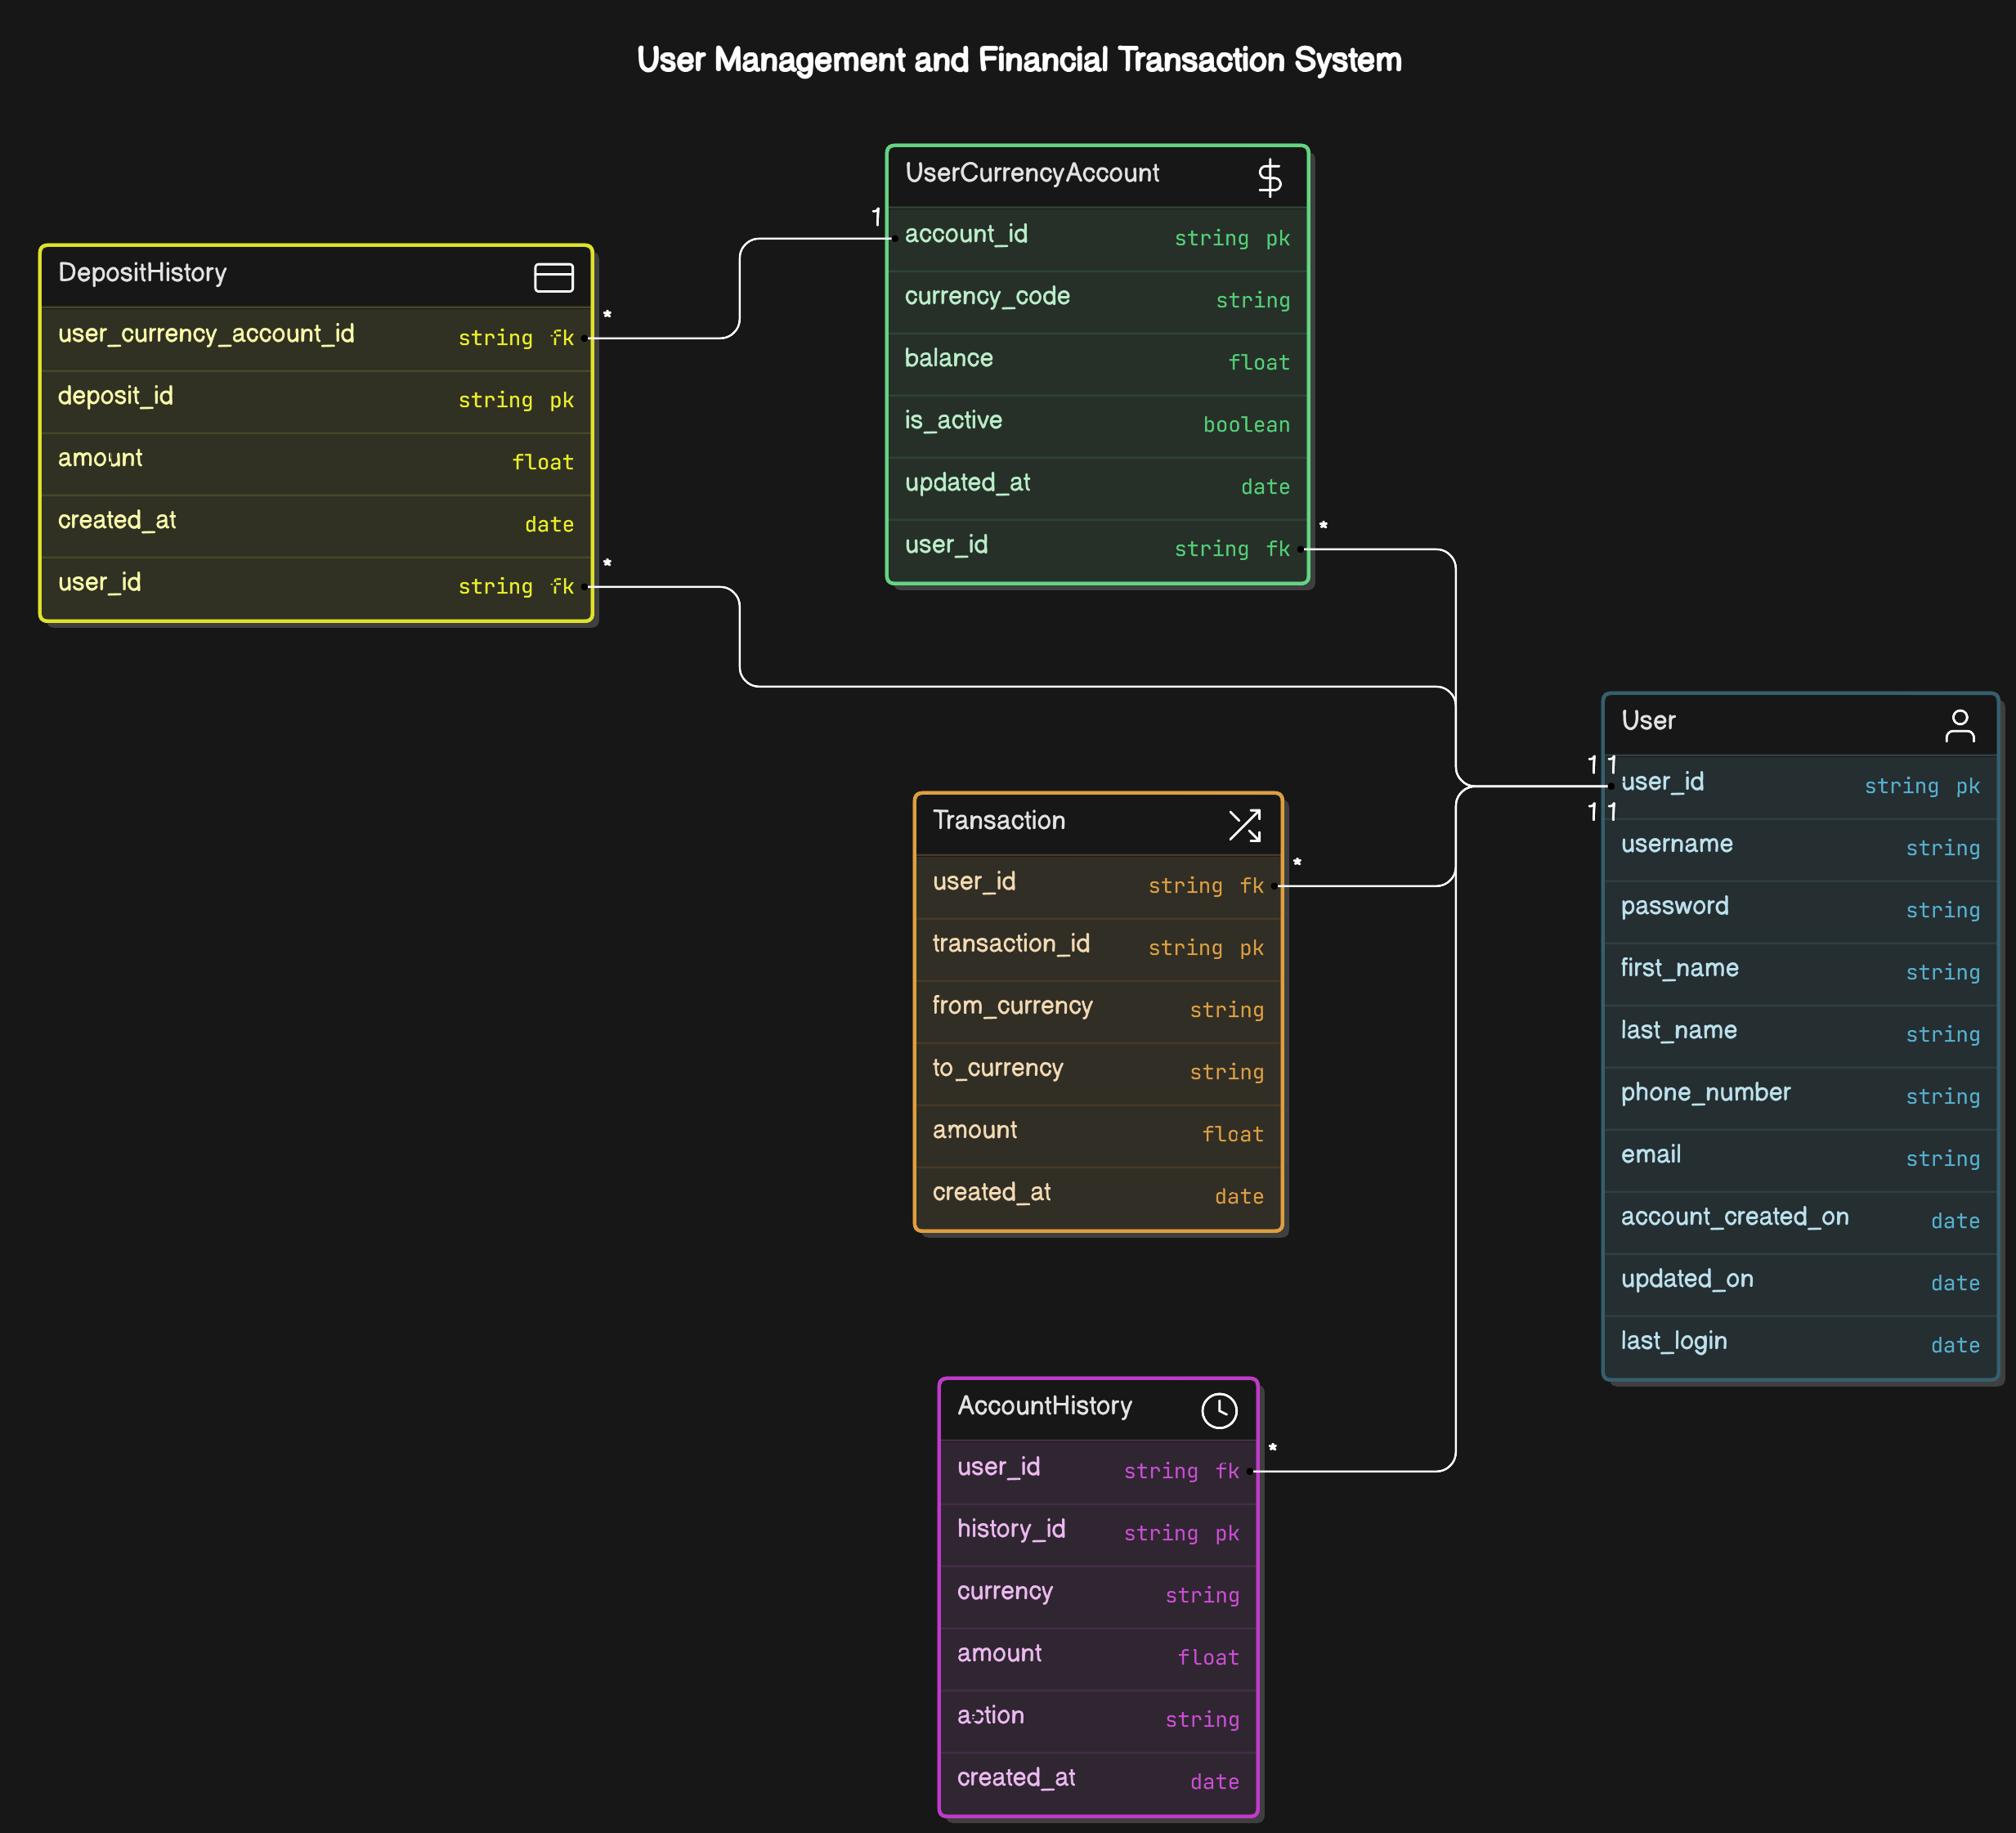 User Management and Financial Transaction System
UserCurrencyAccount
1
account_id string pk
currency_code string
balance float
is_active boolean
updated_at date
*
user_id string fk
DepositHistory
*
user_currency_account_id string fk
deposit_id string pk
amount float
created_at date
*
user_id string fk
User
1 1
user_id string pk
1 1
username string
password string
first_name string
last_name string
phone_number string
email string
account_created_on date
updated_on date
last_login date
Transaction
*
user_id string fk
transaction_id string pk
from_currency string
to_currency string
amount float
created_at date
AccountHistory
*
user_id string fk
history_id string pk
currency string
amount float
action string
created_at date